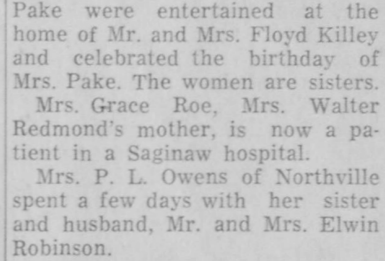 Pake were entertained at the
home of Mr. and Mrs. Floyd Killey
and celebrated the birthday of
Mrs. Pake. The women are sisters.
Mrs. Grace Roe, Mrs. Walter
Redmond's mother, is now a pa-
tient in a Saginaw hospital.
Mrs. P. L. Owens of Northville
spent a few days with her sister
and husband, Mr. and Mrs. Elwin
Robinson.